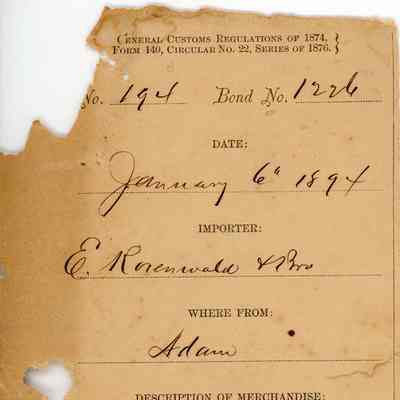 General Customs Regulations of 1874,
Form 140, Circular No. 22, Series of 1876.
No. 194 Bond No. 1226
DATE:
January 6" 1894
IMPORTER:
E. Rosenwald & Bro
WHERE FROM:
Adam
DESCRIPTION OF MERCHANDISE: